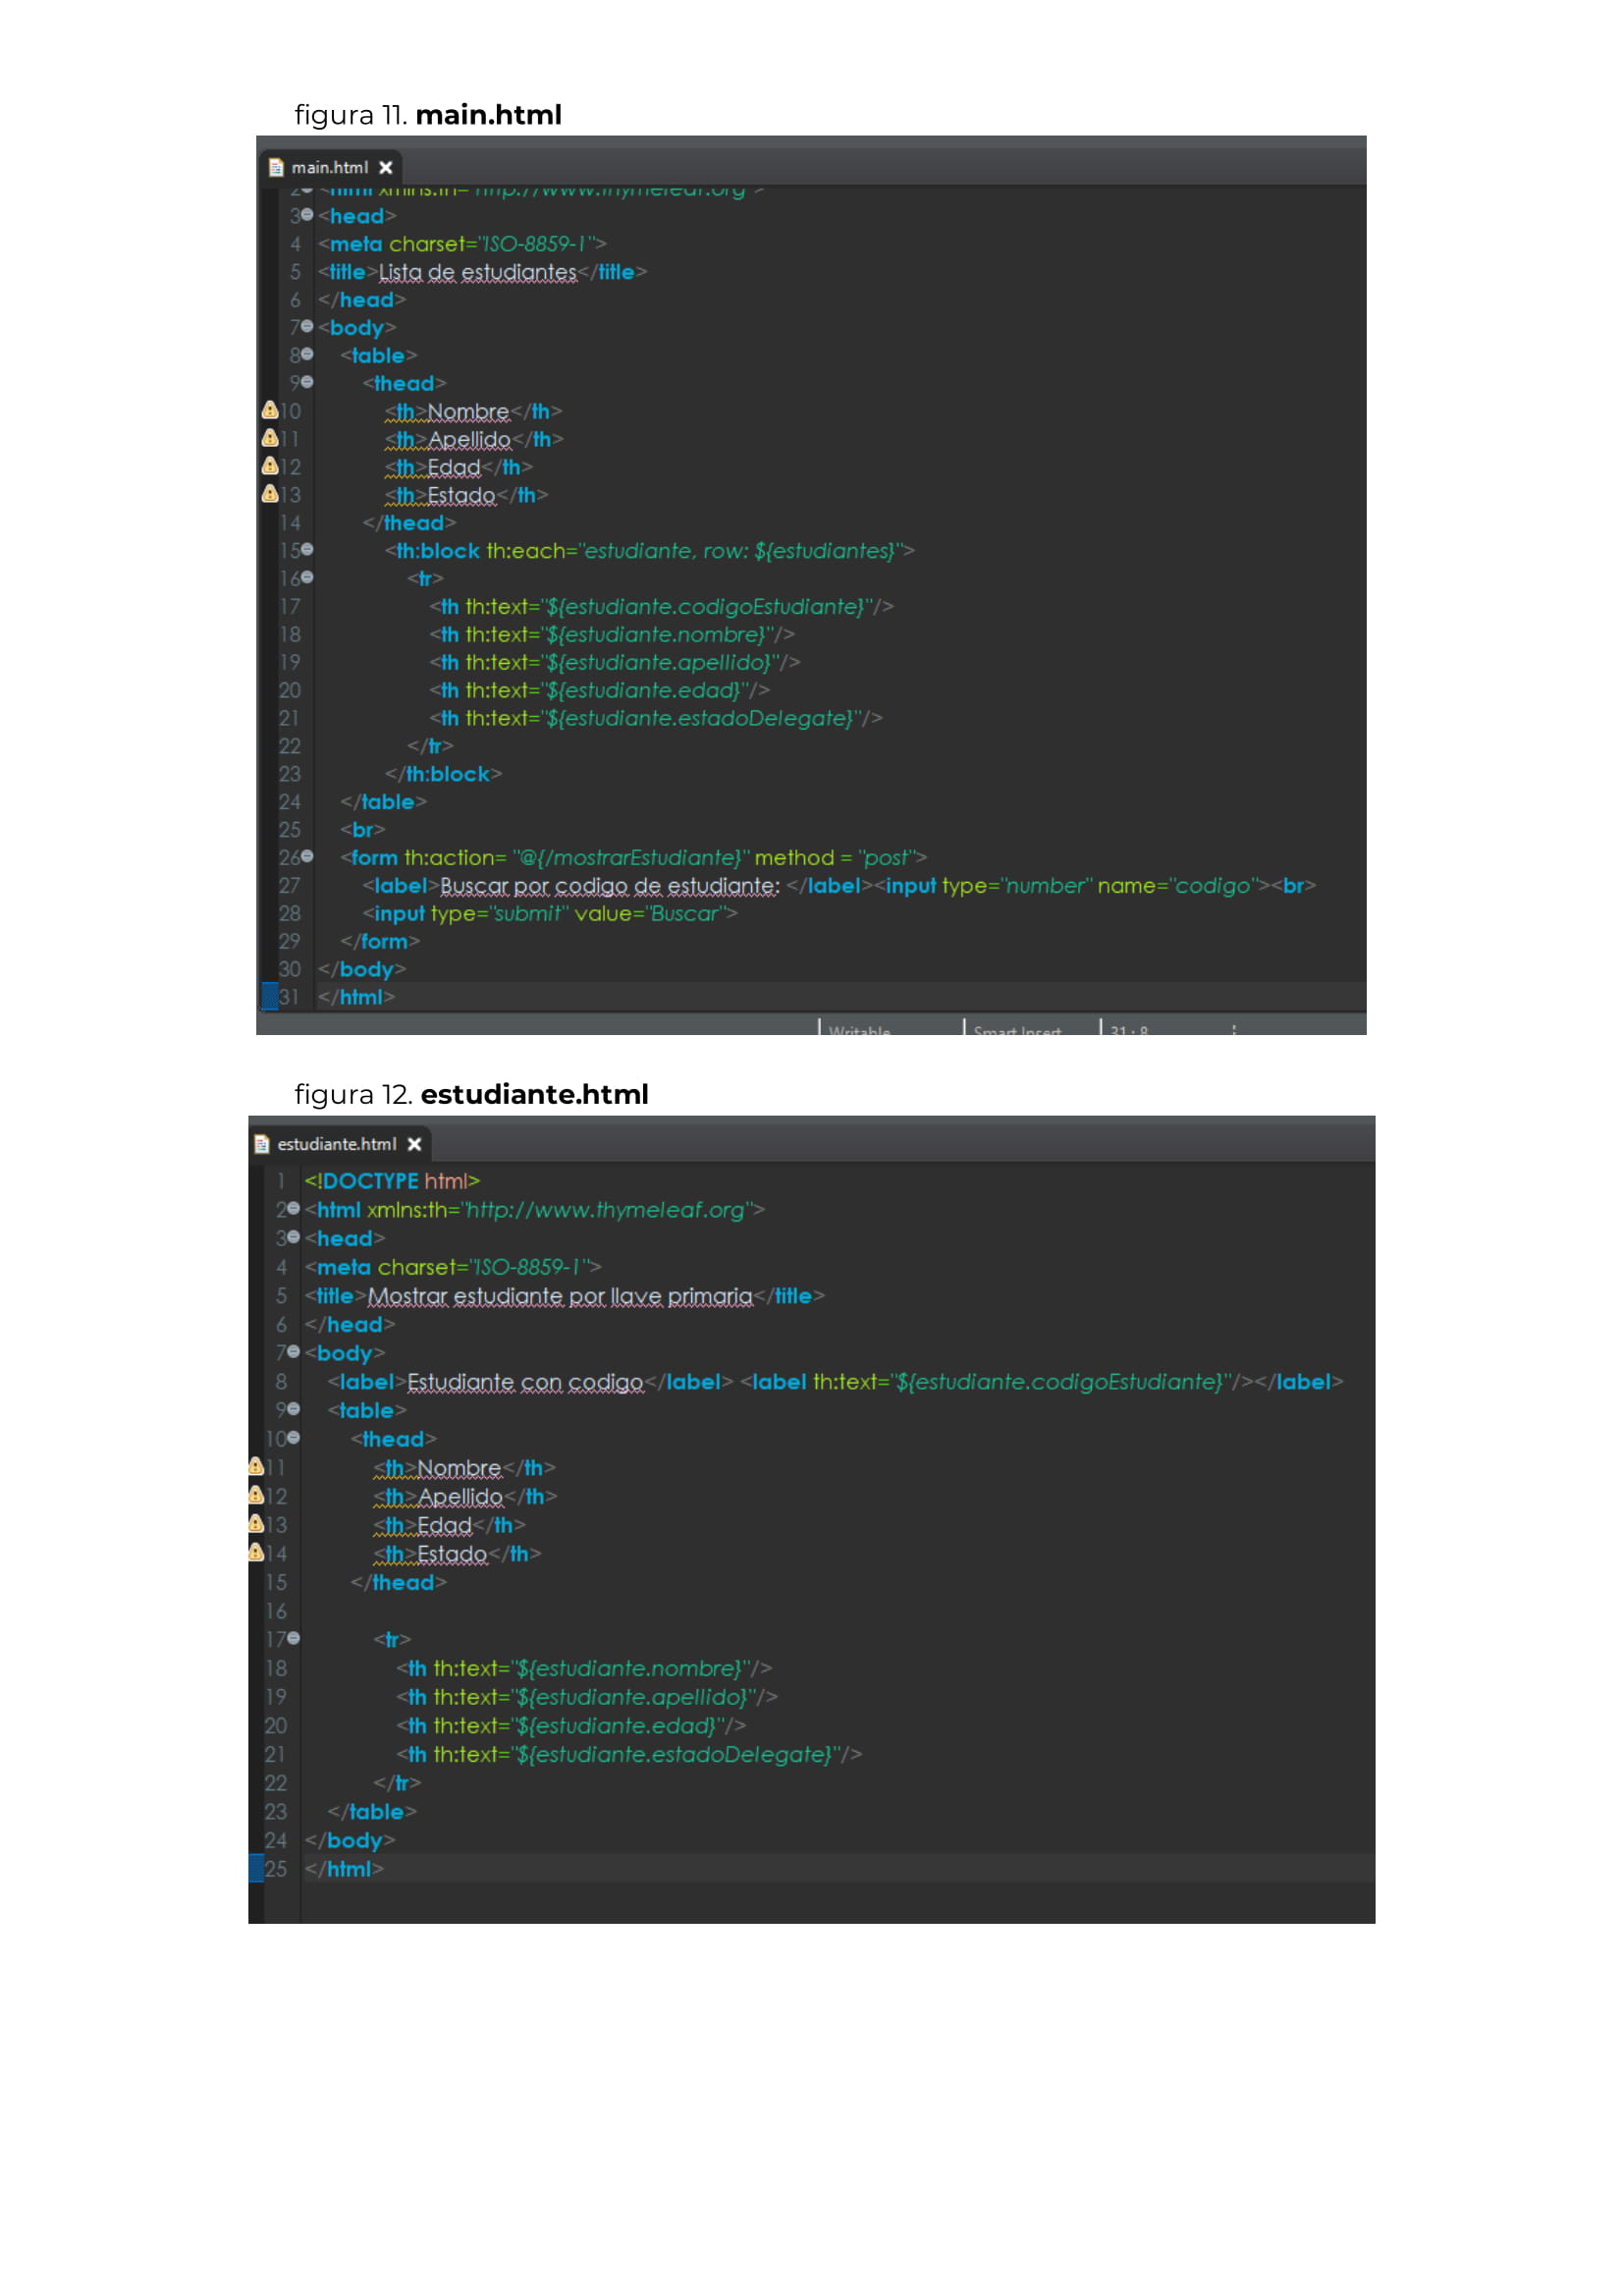 figura 11. main.html
main.html
2 <html xmlns:th="http://www.thymeleaf.org">
3 <head>
4 <meta charset="ISO-8859-1">
5 <title>Lista de estudiantes</title>
6 </head>
7 <body>
8 <table>
9 <thead>
10 <th>Nombre</th>
11 <th>Apellido</th>
12 <th>Edad</th>
13 <th>Estado</th>
14 </thead>
15 <th:block th:each="estudiante, row: ${estudiantes}">
16 <tr>
17 <th th:text="${estudiante.codigoEstudiante}"/>
18 <th th:text="${estudiante.nombre}"/>
19 <th th:text="${estudiante.apellido}"/>
20 <th th:text="${estudiante.edad}"/>
21 <th th:text="${estudiante.estadoDelegate}"/>
22 </tr>
23 </th:block>
24 </table>
25 <br>
26 <form th:action= "@{/mostrarEstudiante}" method = "post">
27 <label>Buscar por codigo de estudiante: </label><input type="number" name="codigo"><br>
28 <input type="submit" value="Buscar">
29 </form>
30 </body>
31 </html>
Writable Smart Insert 31 : 8
figura 12. estudiante.html
estudiante.html
1 <!DOCTYPE html>
2 <html xmlns:th="http://www.thymeleaf.org">
3 <head>
4 <meta charset="ISO-8859-1">
5 <title>Mostrar estudiante por llave primaria</title>
6 </head>
7 <body>
8 <label>Estudiante con codigo</label> <label th:text="${estudiante.codigoEstudiante}"/></label>
9 <table>
10 <thead>
11 <th>Nombre</th>
12 <th>Apellido</th>
13 <th>Edad</th>
14 <th>Estado</th>
15 </thead>
16
17 <tr>
18 <th th:text="${estudiante.nombre}"/>
19 <th th:text="${estudiante.apellido}"/>
20 <th th:text="${estudiante.edad}"/>
21 <th th:text="${estudiante.estadoDelegate}"/>
22 </tr>
23 </table>
24 </body>
25 </html>